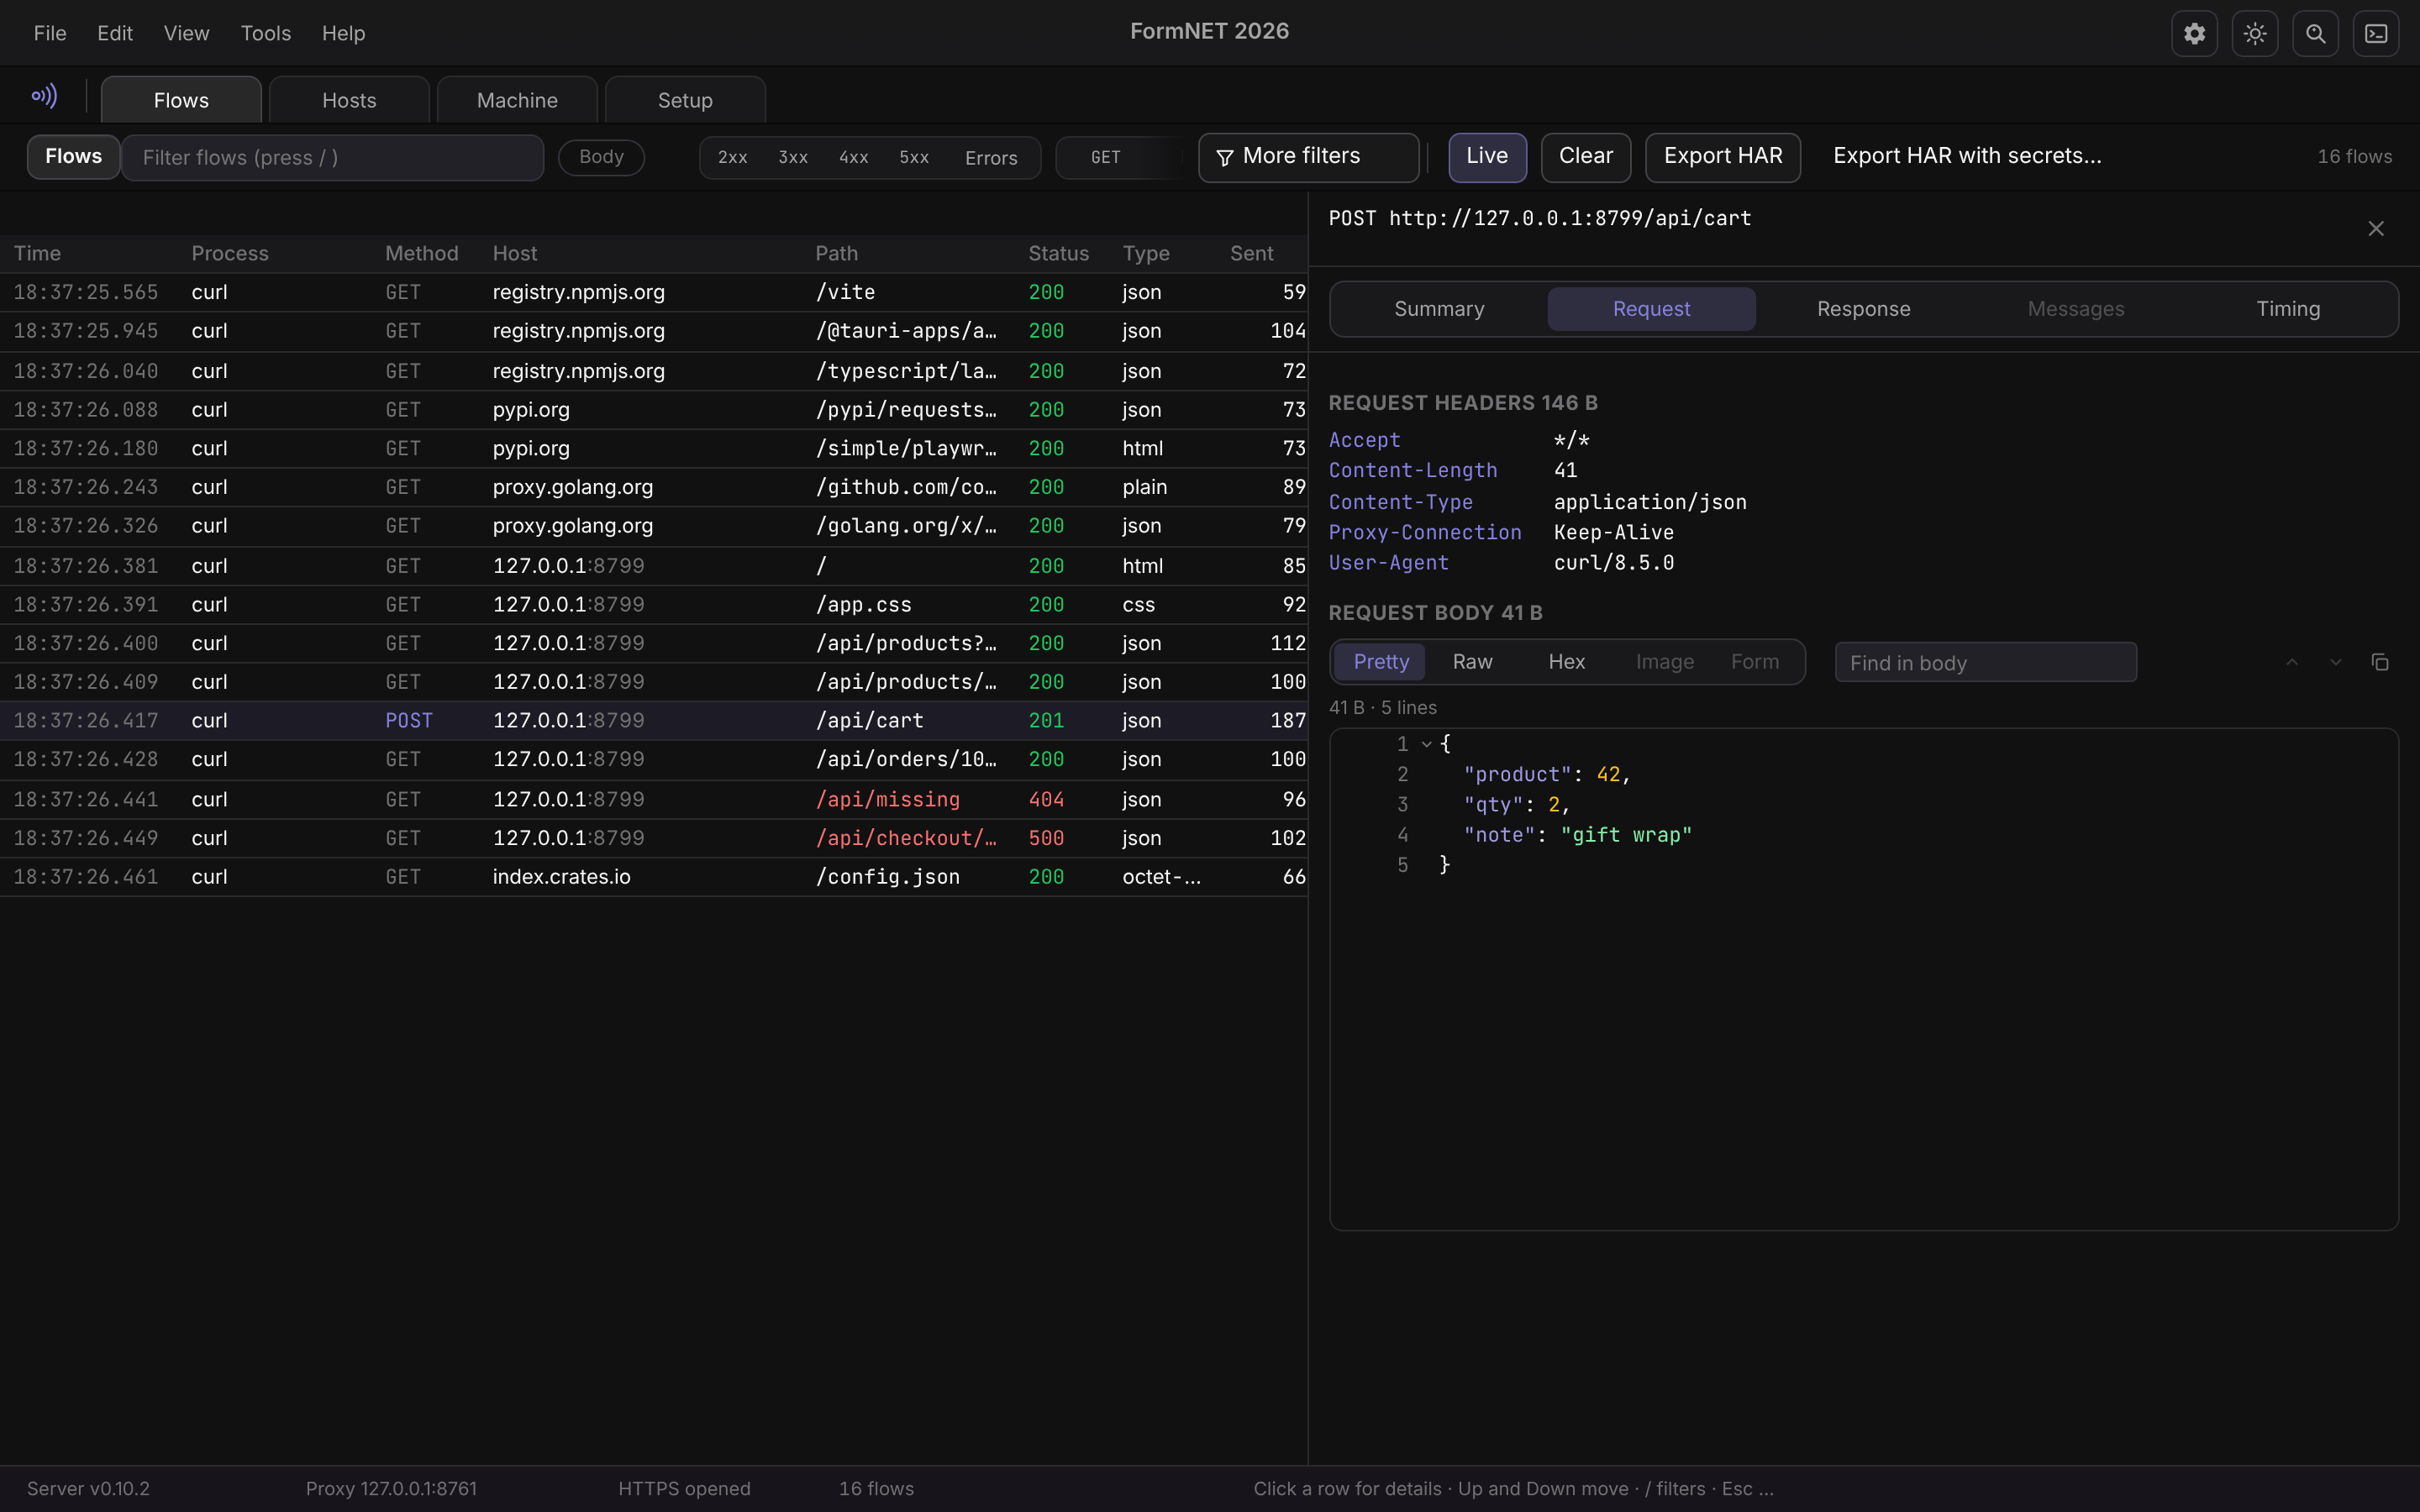 File Edit View Tools Help FormNET 2026
Flows Hosts Machine Setup
Flows Filter flows (press / ) Body 2xx 3xx 4xx 5xx Errors GET More filters Live Clear Export HAR Export HAR with secrets... 16 flows
Time Process Method Host Path Status Type Sent
18:37:25.565 curl GET registry.npmjs.org /vite 200 json 59
18:37:25.945 curl GET registry.npmjs.org /@tauri-apps/a… 200 json 104
18:37:26.040 curl GET registry.npmjs.org /typescript/la… 200 json 72
18:37:26.088 curl GET pypi.org /pypi/requests… 200 json 73
18:37:26.180 curl GET pypi.org /simple/playwr… 200 html 73
18:37:26.243 curl GET proxy.golang.org /github.com/co… 200 plain 89
18:37:26.326 curl GET proxy.golang.org /golang.org/x/… 200 json 79
18:37:26.381 curl GET 127.0.0.1:8799 / 200 html 85
18:37:26.391 curl GET 127.0.0.1:8799 /app.css 200 css 92
18:37:26.400 curl GET 127.0.0.1:8799 /api/products?… 200 json 112
18:37:26.409 curl GET 127.0.0.1:8799 /api/products/… 200 json 100
18:37:26.417 curl POST 127.0.0.1:8799 /api/cart 201 json 187
18:37:26.428 curl GET 127.0.0.1:8799 /api/orders/10… 200 json 100
18:37:26.441 curl GET 127.0.0.1:8799 /api/missing 404 json 96
18:37:26.449 curl GET 127.0.0.1:8799 /api/checkout/… 500 json 102
18:37:26.461 curl GET index.crates.io /config.json 200 octet-… 66
POST http://127.0.0.1:8799/api/cart
Summary Request Response Messages Timing
REQUEST HEADERS 146 B
Accept */*
Content-Length 41
Content-Type application/json
Proxy-Connection Keep-Alive
User-Agent curl/8.5.0
REQUEST BODY 41 B
Pretty Raw Hex Image Form Find in body
41 B · 5 lines
1 {
2 "product": 42,
3 "qty": 2,
4 "note": "gift wrap"
5 }
Server v0.10.2 Proxy 127.0.0.1:8761 HTTPS opened 16 flows Click a row for details · Up and Down move · / filters · Esc ...